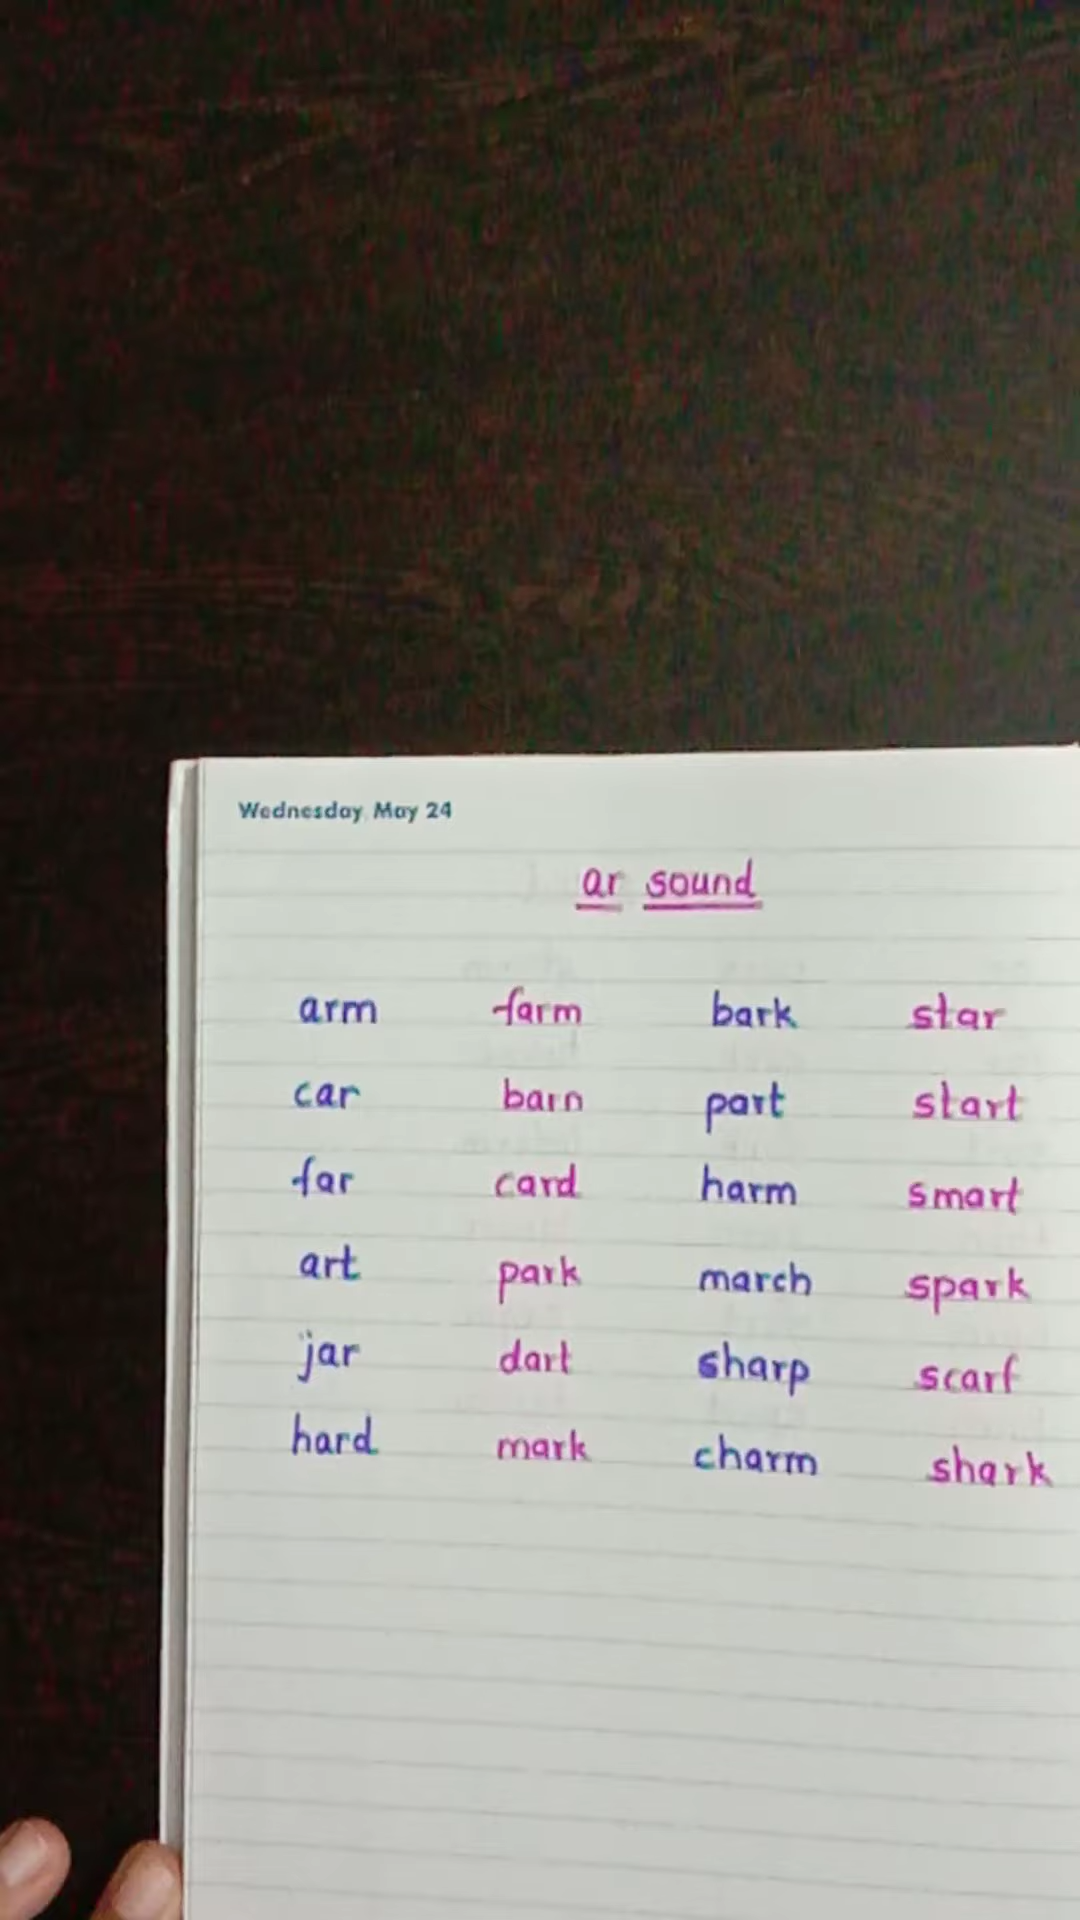 Wednesday, May 24
ar sound
arm farm bark star
car barn part start
far card harm smart
art park march spark
jar dart sharp scarf
hard mark charm shark